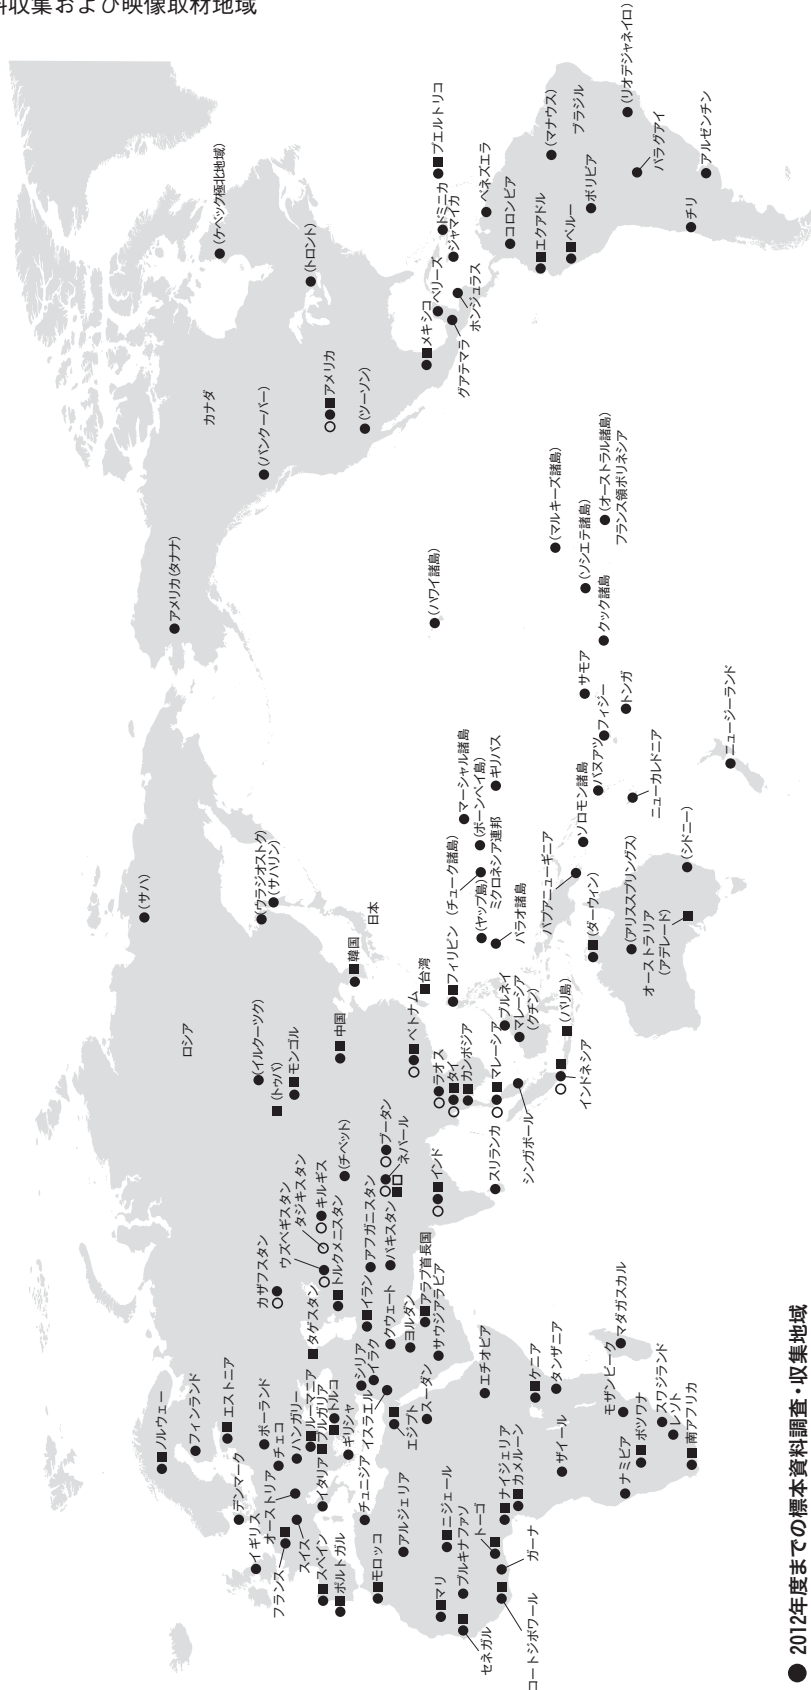 料収集および映像取材地域
ノルウェー
フィンランド
エストニア
デンマーク
イギリス
オーストリア
フランス
スイス
スペイン
ポルトガル
ポーランド
チェコ
ハンガリー
ルーマニア
ブルガリア
イタリア
トルコ
ギリシャ
チュニジア
モロッコ
アルジェリア
マリ
セネガル
ニジェール
ブルキナファソ
トーゴ
ガーナ
コートジボワール
ナイジェリア
カメルーン
ザイール
エジプト
スーダン
エチオピア
ケニア
タンザニア
モザンビーク
マダガスカル
ナミビア
ボツワナ
スワジランド
レソト
南アフリカ
イスラエル
シリア
イラク
ヨルダン
クウェート
サウジアラビア
アラブ首長国
イラン
タゲスタン
カザフスタン
ウズベキスタン
タジキスタン
キルギス
トルクメニスタン
アフガニスタン
パキスタン
(チベット)
ブータン
ネパール
インド
スリランカ
ロシア
(サハ)
(イルクーツク)
(トゥバ)
モンゴル
(ウラジオストク)
(サハリン)
中国
韓国
日本
台湾
ベトナム
ラオス
タイ
カンボジア
マレーシア
シンガポール
ブルネイ
マレーシア
(クチン)
(バリ島)
インドネシア
フィリピン
(チューク諸島)
(ヤップ島)
(ポーンペイ島)
ミクロネシア連邦
パラオ諸島
マーシャル諸島
キリバス
パプアニューギニア
ソロモン諸島
バヌアツ
フィジー
サモア
トンガ
ニューカレドニア
ニュージーランド
(ダーウィン)
(アリススプリングス)
オーストラリア
(アデレード)
(シドニー)
クック諸島
(ソシエテ諸島)
(マルキーズ諸島)
(オーストラル諸島)
フランス領ポリネシア
(ハワイ諸島)
アメリカ(タナナ)
カナダ
(バンクーバー)
(ケベック極北地域)
(トロント)
アメリカ
(ツーソン)
メキシコ
ベリーズ
グアテマラ
ホンジュラス
ジャマイカ
ドミニカ
プエルトリコ
ベネズエラ
コロンビア
エクアドル
ペルー
ボリビア
(マナウス)
ブラジル
(リオデジャネイロ)
パラグアイ
アルゼンチン
チリ
● 2012年度までの標本資料調査・収集地域